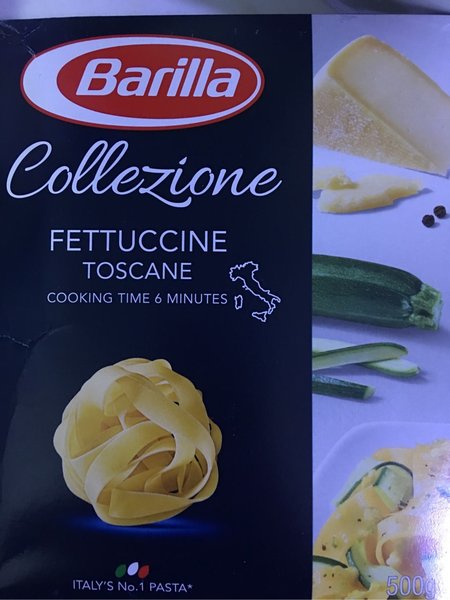 Barilla
Collezione
FETTUCCINE
TOSCANE
COOKING TIME 6 MINUTES
ITALY'S No.1 PASTA*
500g